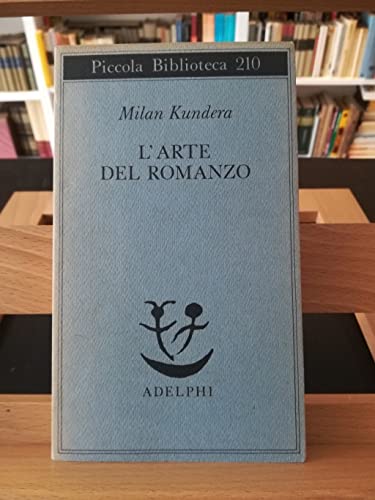 Piccola Biblioteca 210
Milan Kundera
L'ARTE
DEL ROMANZO
ADELPHI